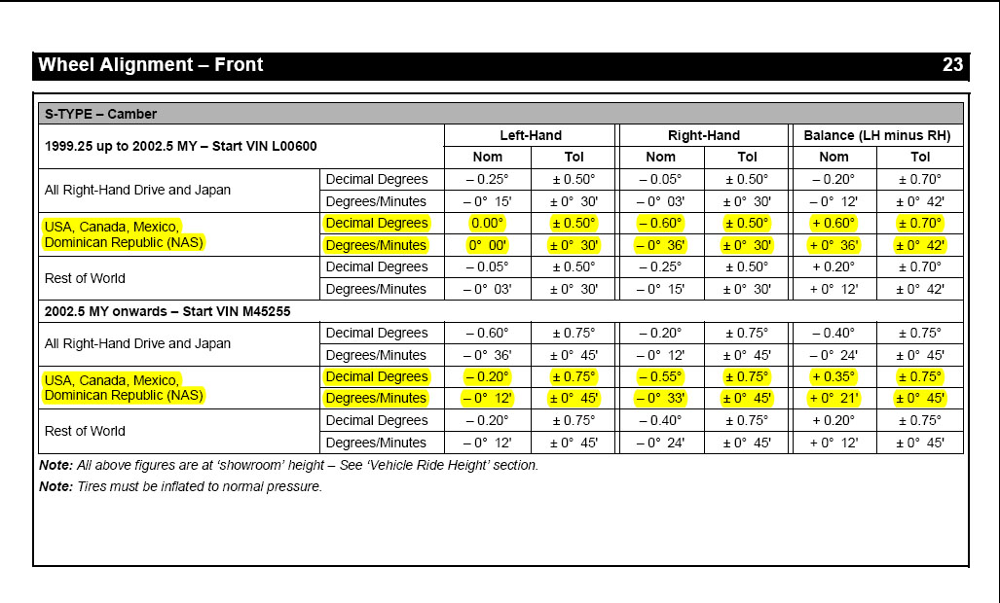 Wheel Alignment – Front 23
S-TYPE – Camber
1999.25 up to 2002.5 MY – Start VIN L00600 Left-Hand Right-Hand Balance (LH minus RH)
Nom Tol Nom Tol Nom Tol
All Right-Hand Drive and Japan Decimal Degrees – 0.25° ± 0.50° – 0.05° ± 0.50° – 0.20° ± 0.70°
Degrees/Minutes – 0° 15' ± 0° 30' – 0° 03' ± 0° 30' – 0° 12' ± 0° 42'
USA, Canada, Mexico, Decimal Degrees 0.00° ± 0.50° – 0.60° ± 0.50° + 0.60° ± 0.70°
Dominican Republic (NAS) Degrees/Minutes 0° 00' ± 0° 30' – 0° 36' ± 0° 30' + 0° 36' ± 0° 42'
Rest of World Decimal Degrees – 0.05° ± 0.50° – 0.25° ± 0.50° + 0.20° ± 0.70°
Degrees/Minutes – 0° 03' ± 0° 30' – 0° 15' ± 0° 30' + 0° 12' ± 0° 42'
2002.5 MY onwards – Start VIN M45255
All Right-Hand Drive and Japan Decimal Degrees – 0.60° ± 0.75° – 0.20° ± 0.75° – 0.40° ± 0.75°
Degrees/Minutes – 0° 36' ± 0° 45' – 0° 12' ± 0° 45' – 0° 24' ± 0° 45'
USA, Canada, Mexico, Decimal Degrees – 0.20° ± 0.75° – 0.55° ± 0.75° + 0.35° ± 0.75°
Dominican Republic (NAS) Degrees/Minutes – 0° 12' ± 0° 45' – 0° 33' ± 0° 45' + 0° 21' ± 0° 45'
Rest of World Decimal Degrees – 0.20° ± 0.75° – 0.40° ± 0.75° + 0.20° ± 0.75°
Degrees/Minutes – 0° 12' ± 0° 45' – 0° 24' ± 0° 45' + 0° 12' ± 0° 45'
Note: All above figures are at ‘showroom’ height – See ‘Vehicle Ride Height’ section.
Note: Tires must be inflated to normal pressure.